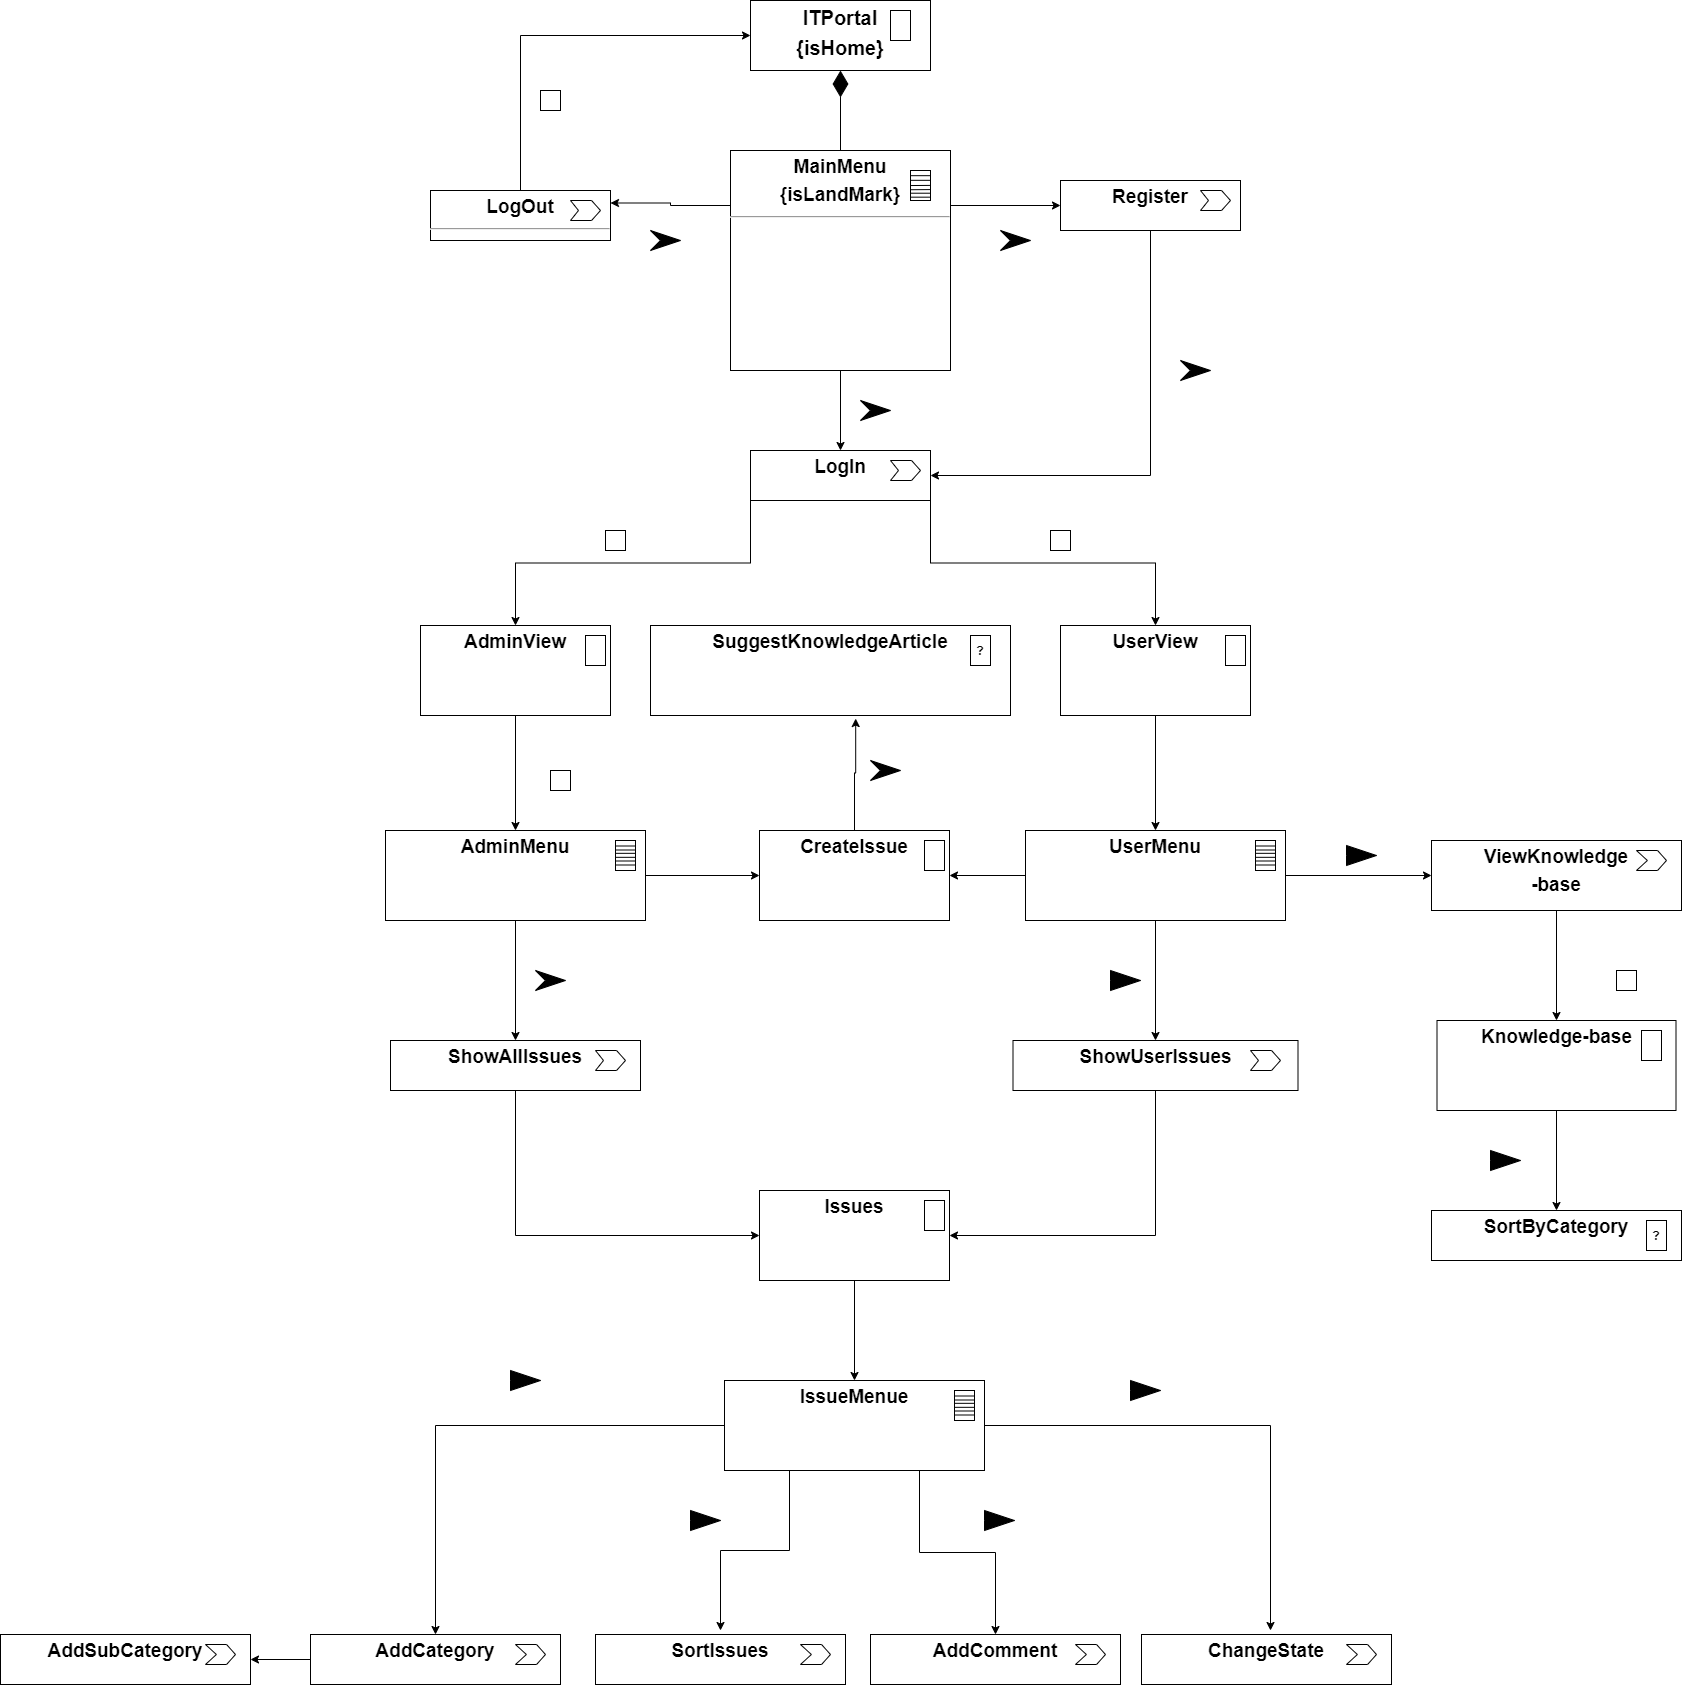 ITPortal
{isHome}
MainMenu
{isLandMark}
LogOut
Register
LogIn
AdminView
SuggestKnowledgeArticle
?
UserView
AdminMenu
CreateIssue
UserMenu
ViewKnowledge
-base
ShowAllIssues
ShowUserIssues
Knowledge-base
Issues
SortByCategory
?
IssueMenue
AddSubCategory
AddCategory
SortIssues
AddComment
ChangeState